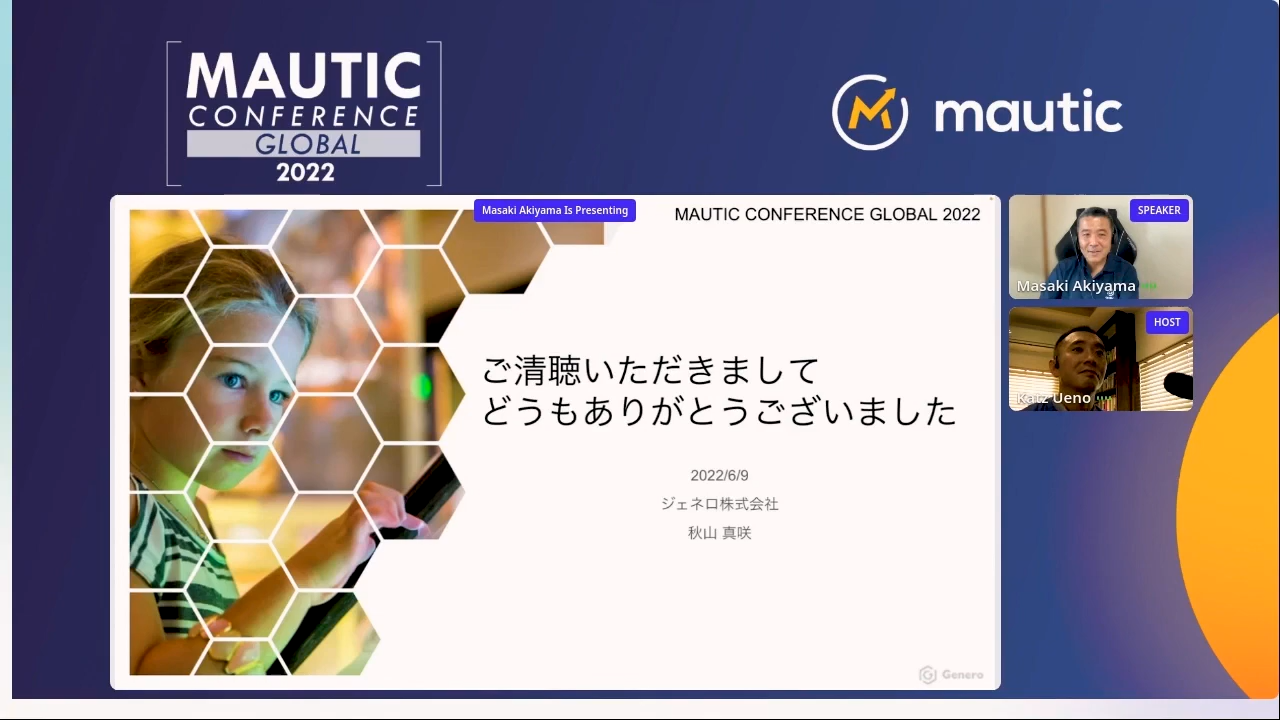 MAUTIC
CONFERENCE
GLOBAL
2022
mautic
Masaki Akiyama Is Presenting
MAUTIC CONFERENCE GLOBAL 2022
ご清聴いただきまして
どうもありがとうございました
2022/6/9
ジェネロ株式会社
秋山 真咲
Genero
SPEAKER
Masaki Akiyama
HOST
Katz Ueno